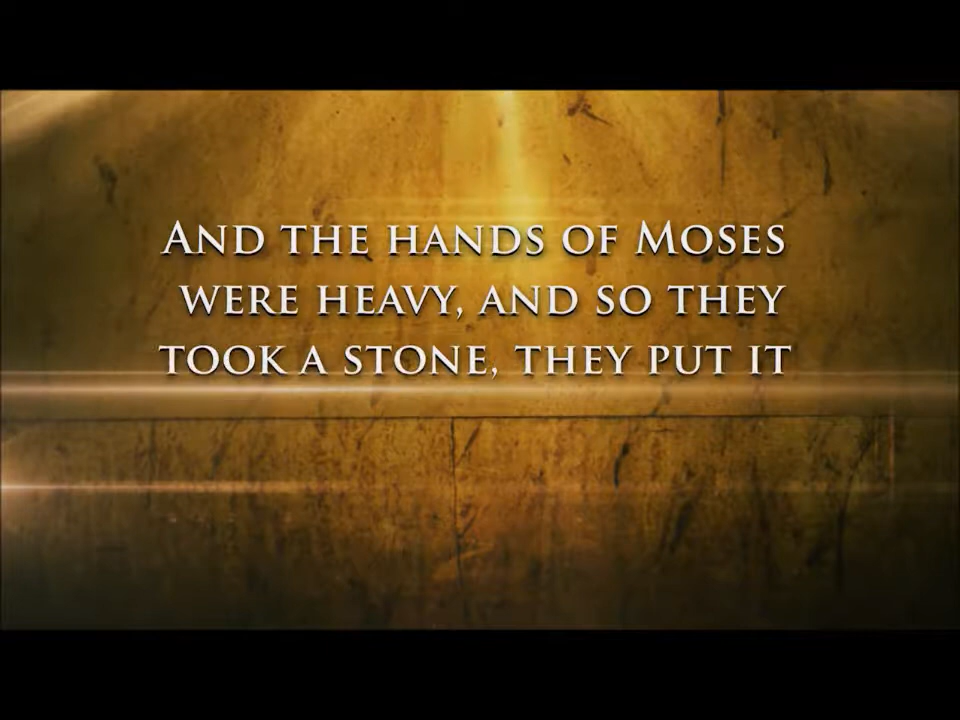 And the hands of Moses
were heavy, and so they
took a stone, they put it